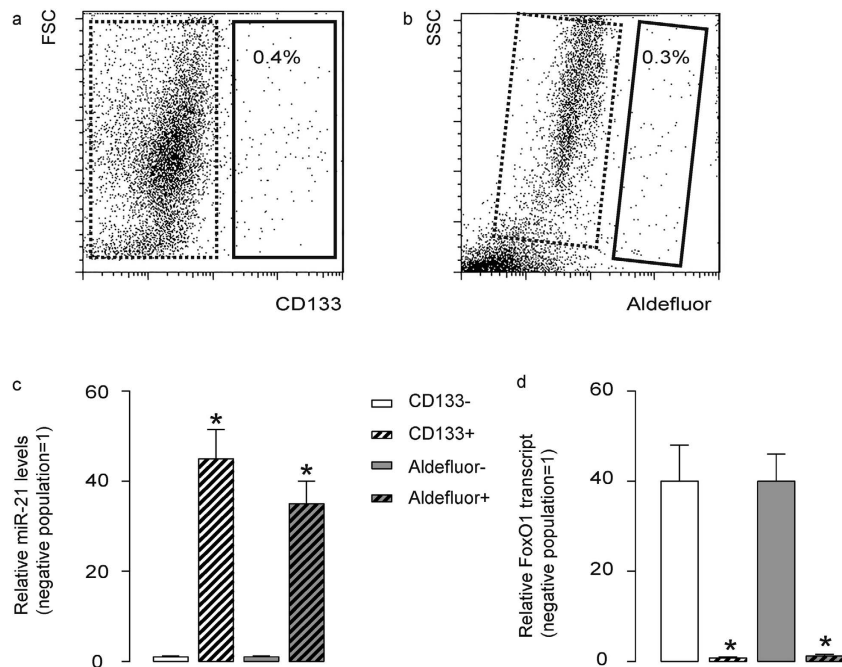 a
FSC
0.4%
CD133
b
SSC
0.3%
Aldefluor
c
Relative miR-21 levels
(negative population=1)
60
40
20
0
*
*
CD133-
CD133+
Aldefluor-
Aldefluor+
d
Relative FoxO1 transcript
(negative population=1)
60
40
20
0
*
*